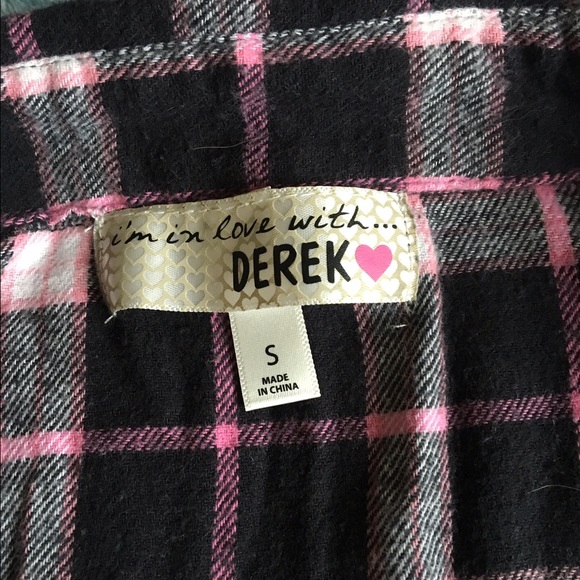 i'm in love with...
DEREK
S
MADE
IN CHINA